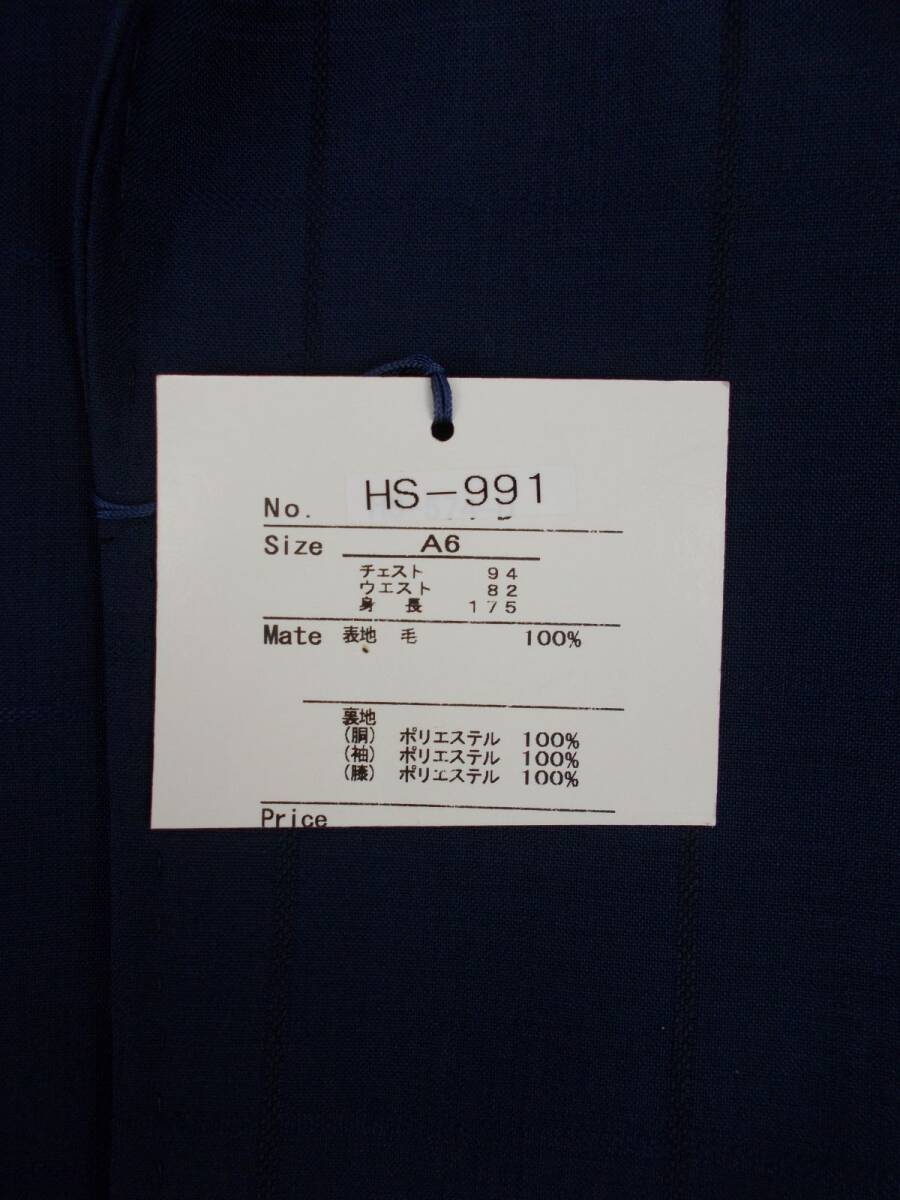 No. HS-991
Size A6
チェスト 94
ウエスト 82
身長 175
Mate 表地 毛 100%
裏地
(胴) ポリエステル 100%
(袖) ポリエステル 100%
(膝) ポリエステル 100%
Price